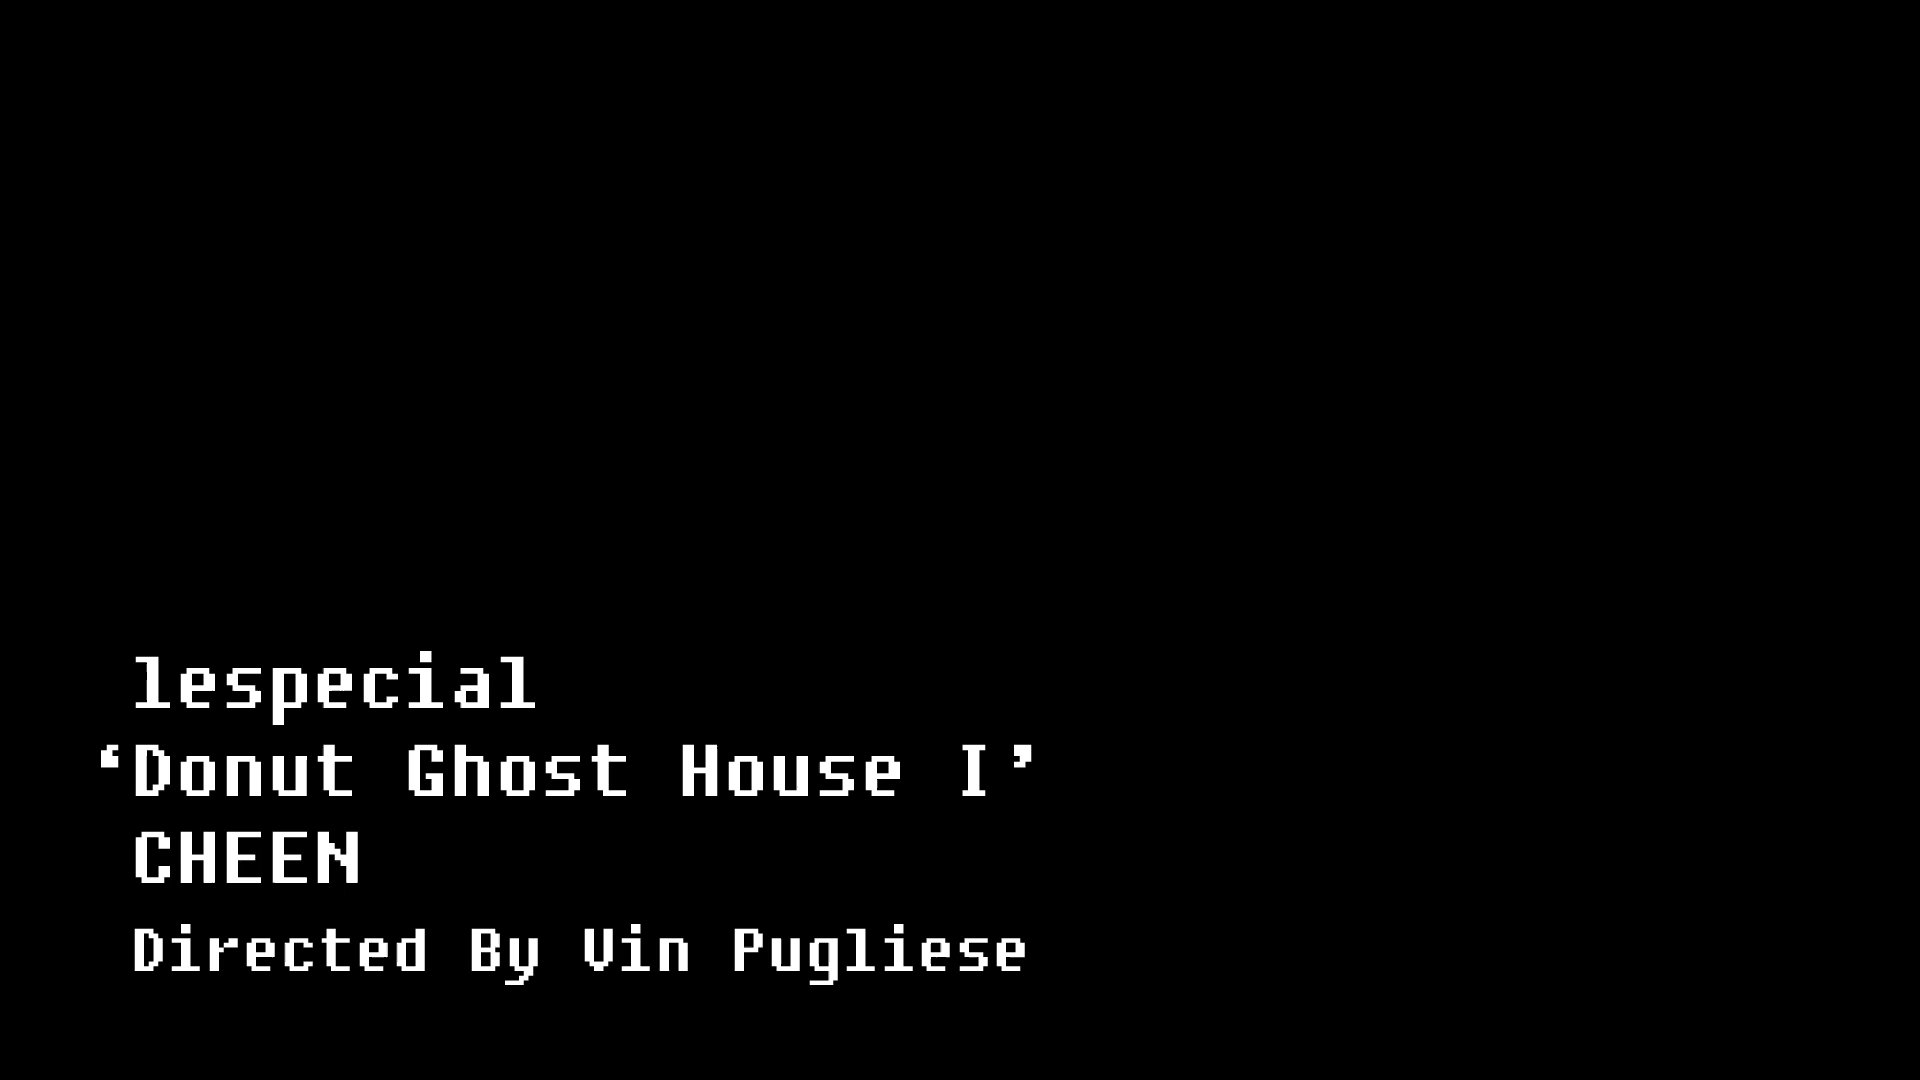 lespecial
‘Donut Ghost House I’
CHEEN
Directed By Vin Pugliese